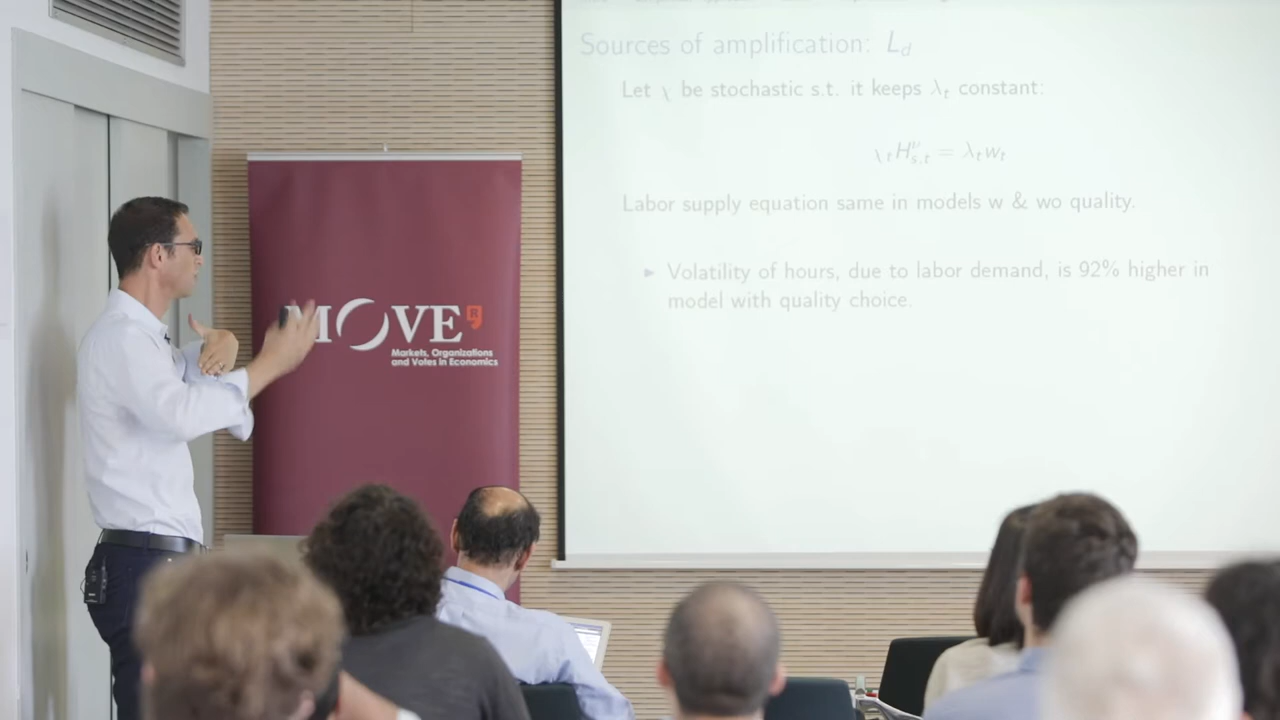 Sources of amplification: L_d
Let χ be stochastic s.t. it keeps λ_t constant:
χ_t H^ν_{s,t} = λ_t w_t
Labor supply equation same in models w & wo quality.
▸ Volatility of hours, due to labor demand, is 92% higher in
model with quality choice.
MOVE R
Markets, Organizations
and Votes in Economics